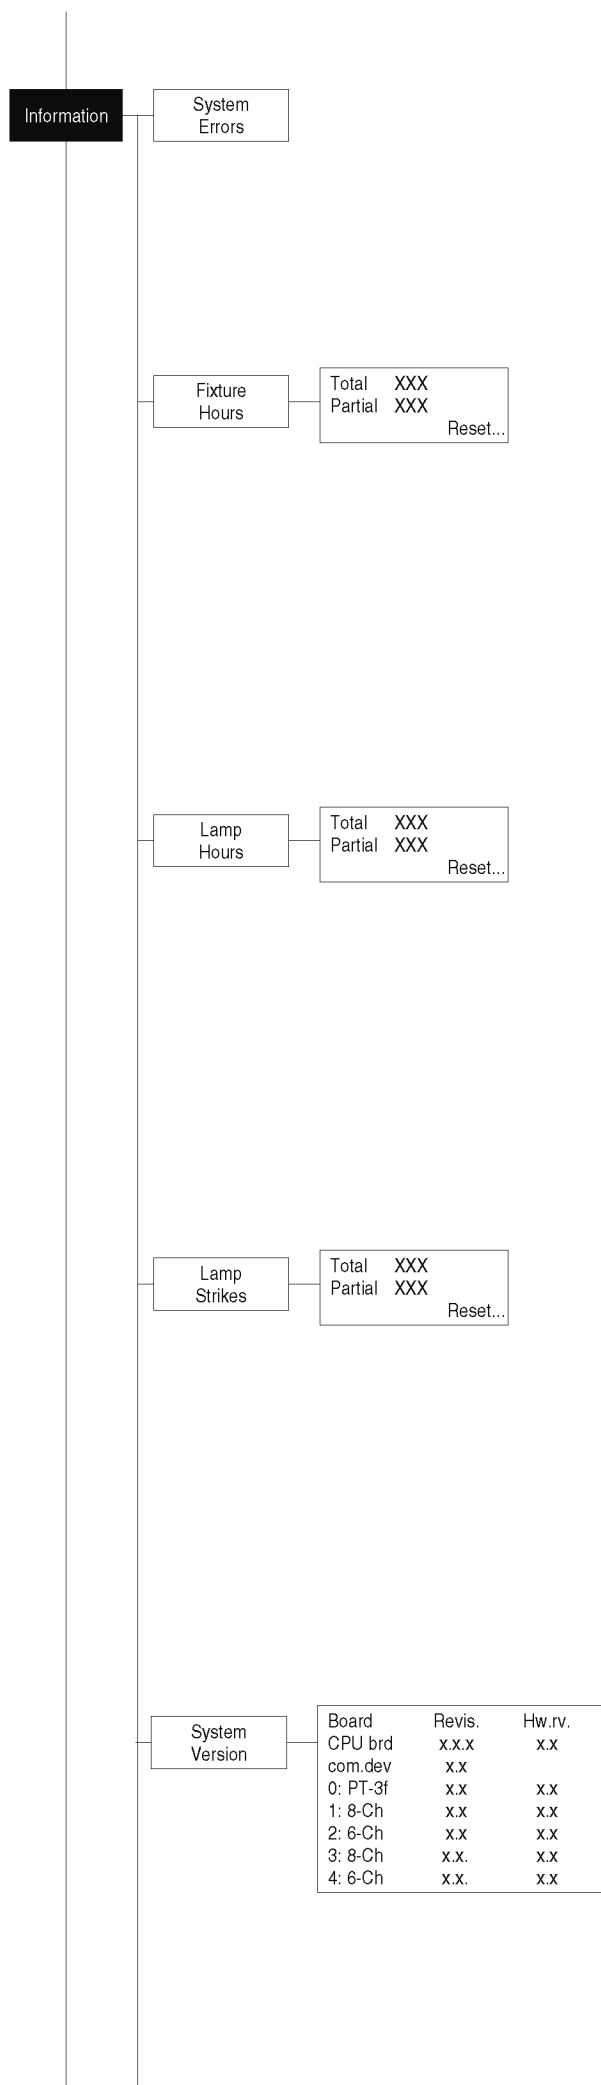 Information
System
Errors
Fixture
Hours
Total XXX
Partial XXX
Reset...
Lamp
Hours
Total XXX
Partial XXX
Reset...
Lamp
Strikes
Total XXX
Partial XXX
Reset...
System
Version
Board Revis. Hw.rv.
CPU brd x.x.x x.x
com.dev x.x
0: PT-3f x.x x.x
1: 8-Ch x.x x.x
2: 6-Ch x.x x.x
3: 8-Ch x.x. x.x
4: 6-Ch x.x. x.x